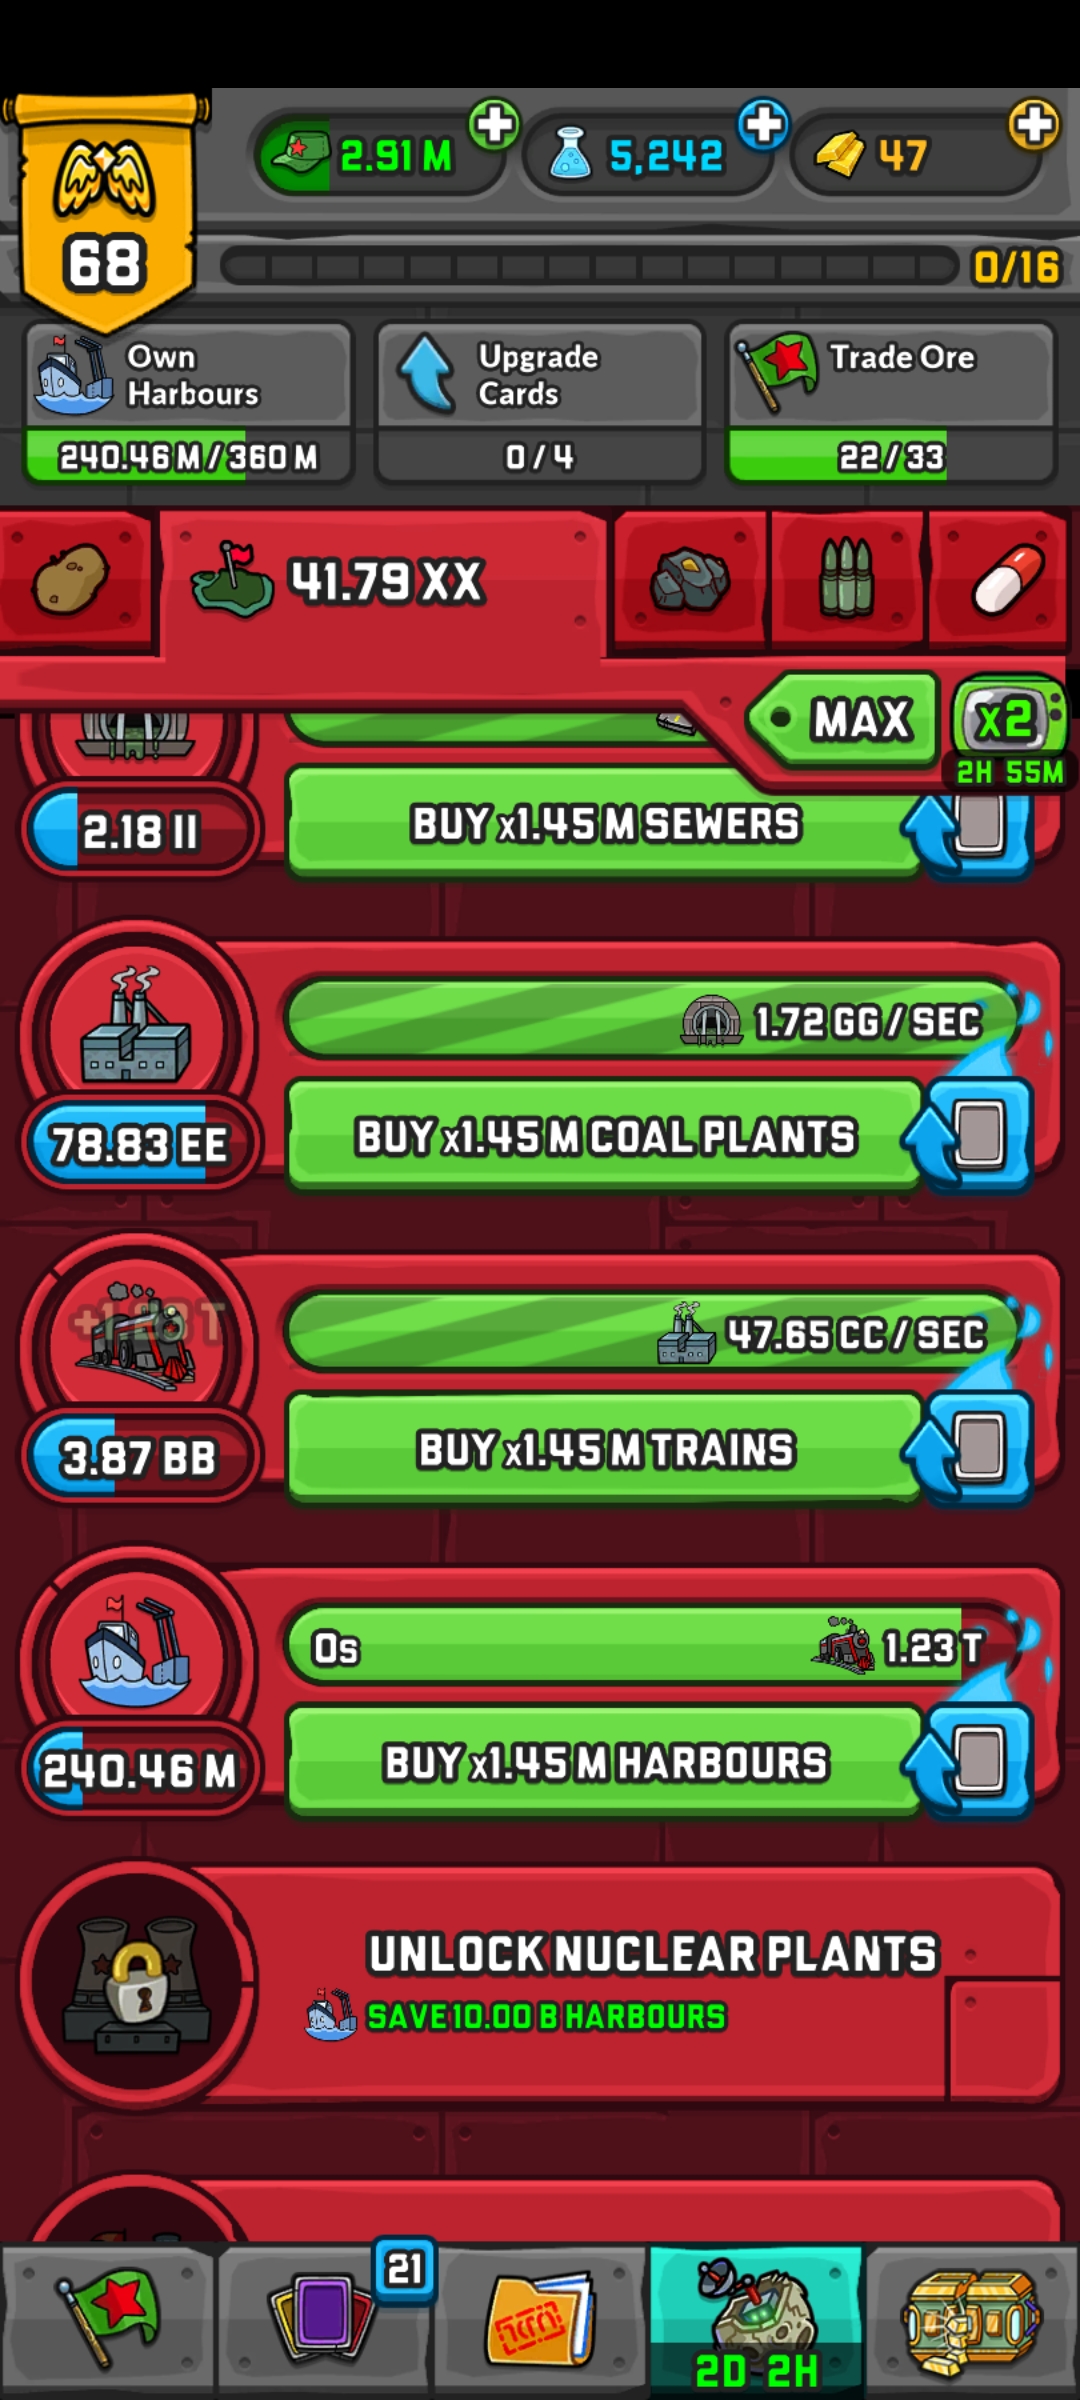 2.91 M
5,242
47
68
0/16
Own
Harbours
240.46 M / 360 M
Upgrade
Cards
0 / 4
Trade Ore
22 / 33
41.79 XX
MAX
x2
2H 55M
2.18 II
BUY x1.45 M SEWERS
1.72 GG / SEC
78.83 EE
BUY x1.45 M COAL PLANTS
47.65 CC / SEC
3.87 BB
BUY x1.45 M TRAINS
0s
1.23 T
240.46 M
BUY x1.45 M HARBOURS
UNLOCK NUCLEAR PLANTS
SAVE 10.00 B HARBOURS
21
2D 2H